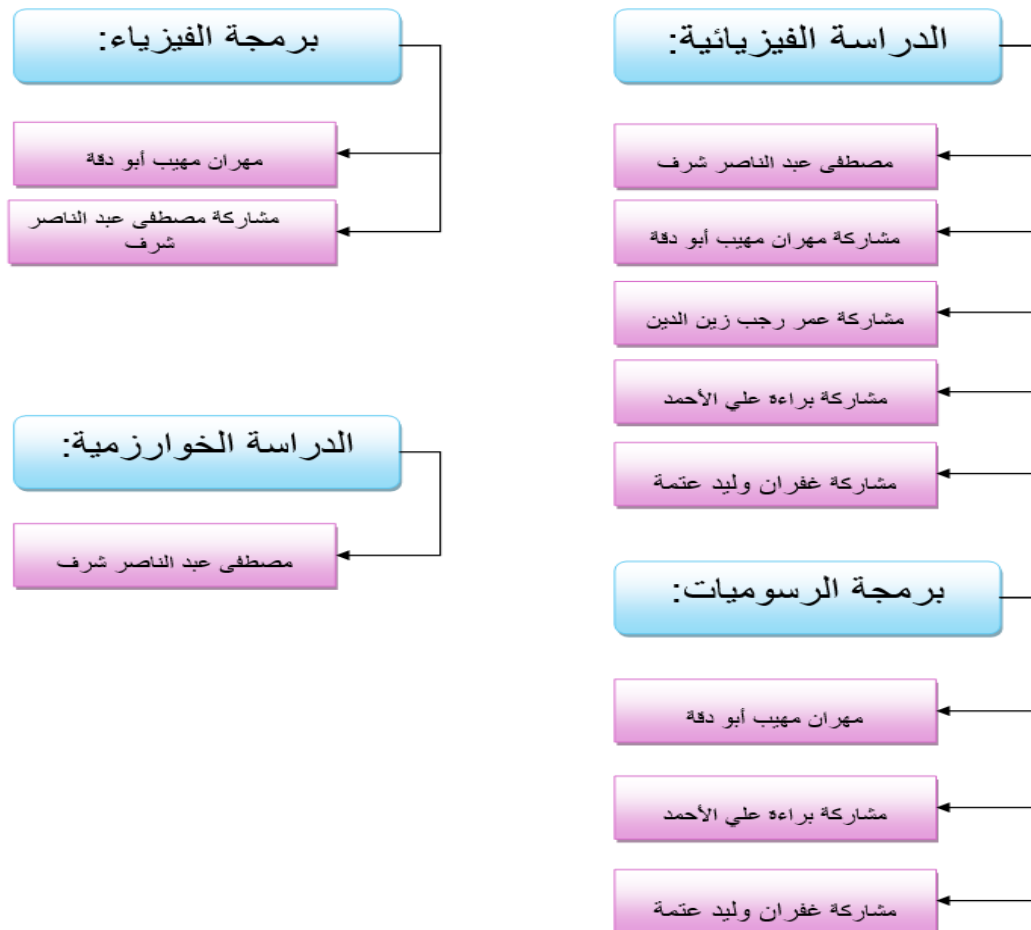 الدراسة الفيزيائية:
مصطفى عبد الناصر شرف
مشاركة مهران مهيب أبو دقة
مشاركة عمر رجب زين الدين
مشاركة براءة علي الأحمد
مشاركة غفران وليد عتمة
برمجة الرسوميات:
مهران مهيب أبو دقة
مشاركة براءة علي الأحمد
مشاركة غفران وليد عتمة
برمجة الفيزياء:
مهران مهيب أبو دقة
مشاركة مصطفى عبد الناصر
شرف
الدراسة الخوارزمية:
مصطفى عبد الناصر شرف